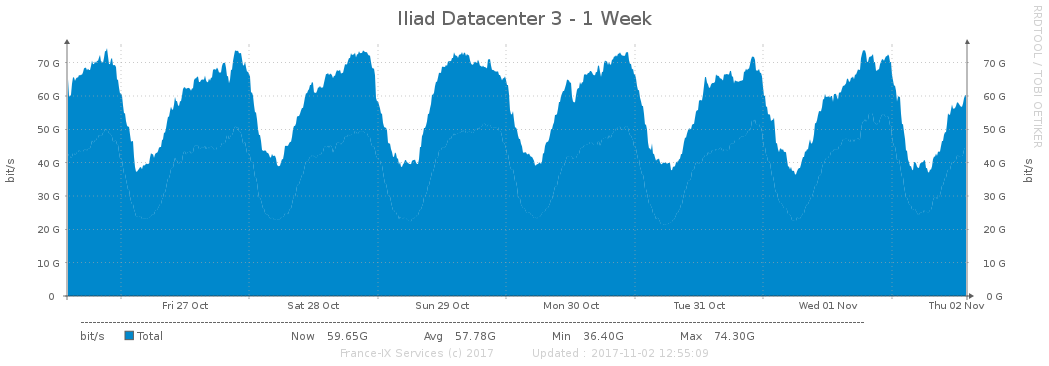 Iliad Datacenter 3 - 1 Week
RRDTOOL / TOBI OETIKER
bit/s
70 G
60 G
50 G
40 G
30 G
20 G
10 G
0
70 G
60 G
50 G
40 G
30 G
20 G
10 G
0 G
bit/s
Fri 27 Oct Sat 28 Oct Sun 29 Oct Mon 30 Oct Tue 31 Oct Wed 01 Nov Thu 02 Nov
bit/s Total Now 59.65G Avg 57.78G Min 36.40G Max 74.30G
France-IX Services (c) 2017 Updated : 2017-11-02 12:55:09